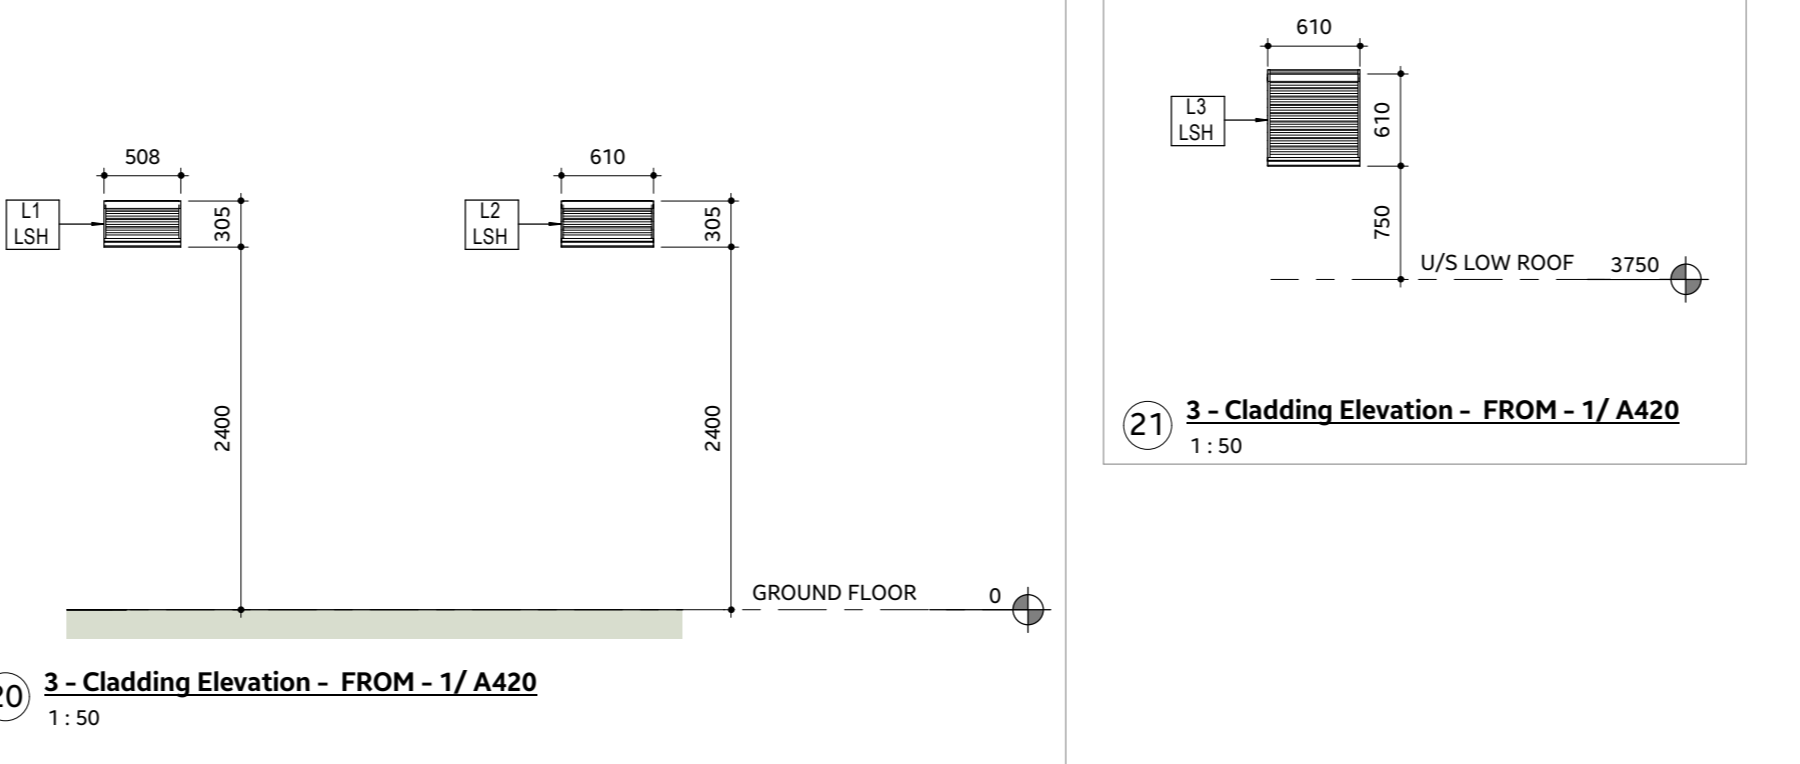 508
L1
LSH
305
2400
610
L2
LSH
305
2400
GROUND FLOOR 0
20 3 - Cladding Elevation - FROM - 1/ A420
1 : 50
610
L3
LSH
610
750
U/S LOW ROOF 3750
21 3 - Cladding Elevation - FROM - 1/ A420
1 : 50